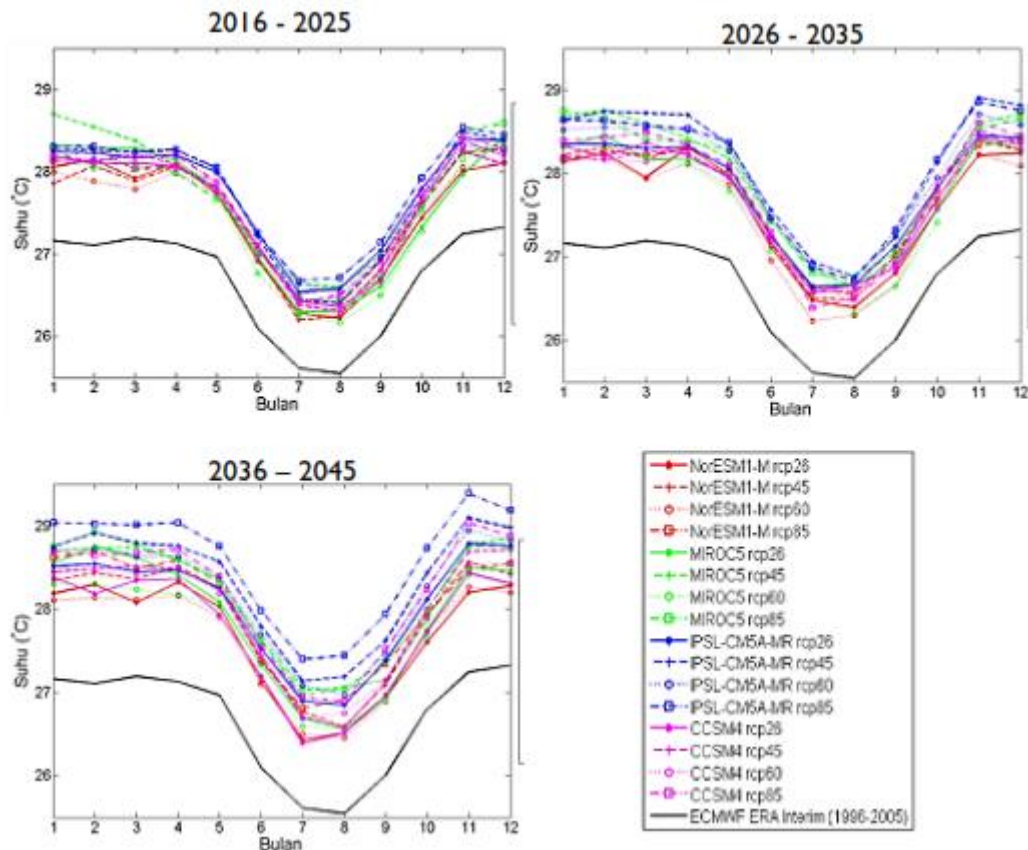 2016 - 2025
Suhu (°C)
29
28
27
26
1 2 3 4 5 6 7 8 9 10 11 12
Bulan
2026 - 2035
Suhu (°C)
29
28
27
26
1 2 3 4 5 6 7 8 9 10 11 12
Bulan
2036 – 2045
Suhu (°C)
29
28
27
26
1 2 3 4 5 6 7 8 9 10 11 12
Bulan
NorESM1-M rcp26
NorESM1-M rcp45
NorESM1-M rcp60
NorESM1-M rcp85
MIROC5 rcp26
MIROC5 rcp45
MIROC5 rcp60
MIROC5 rcp85
IPSL-CM5A-MR rcp26
IPSL-CM5A-MR rcp45
IPSL-CM5A-MR rcp60
IPSL-CM5A-MR rcp85
CCSM4 rcp26
CCSM4 rcp45
CCSM4 rcp60
CCSM4 rcp85
ECMWF ERA Interim (1996-2005)